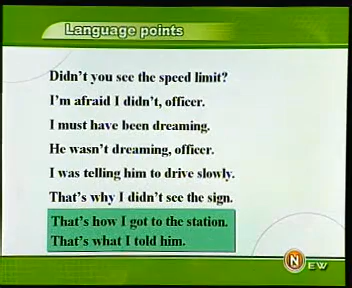 Language points
Didn't you see the speed limit?
I'm afraid I didn't, officer.
I must have been dreaming.
He wasn't dreaming, officer.
I was telling him to drive slowly.
That's why I didn't see the sign.
That's how I got to the station.
That's what I told him.
NEW